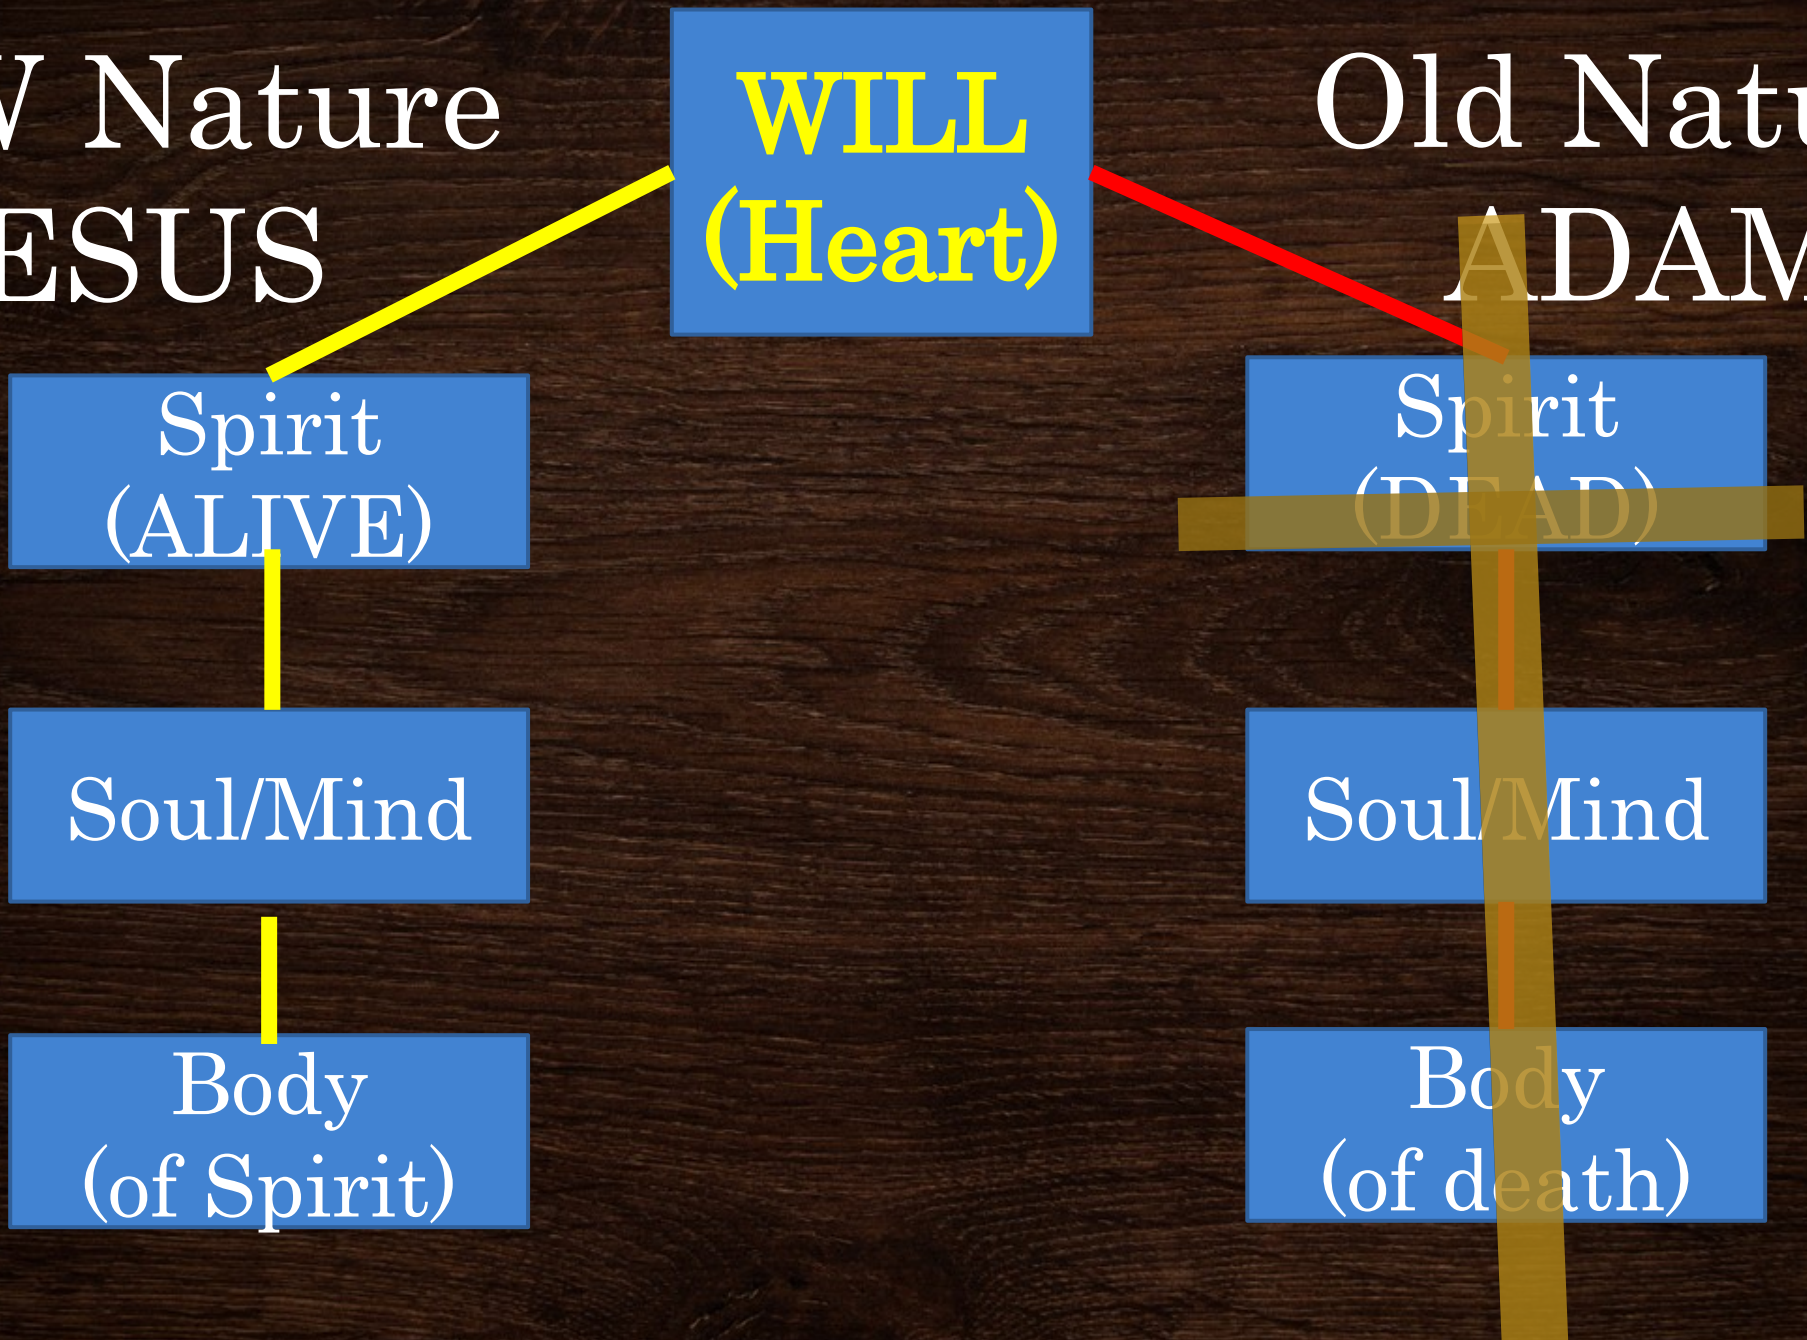 W Nature
ESUS
WILL
(Heart)
Old Natu
ADAM
Spirit
(ALIVE)
Spirit
(DEAD)
Soul/Mind
Soul/Mind
Body
(of Spirit)
Body
(of death)